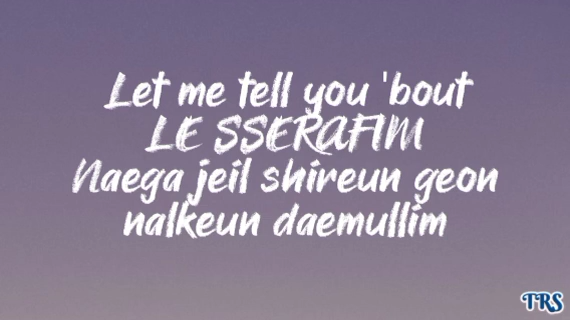 Let me tell you 'bout
LE SSERAFIM
Naega jeil shireun geon
nalkeun daemullim
TRS